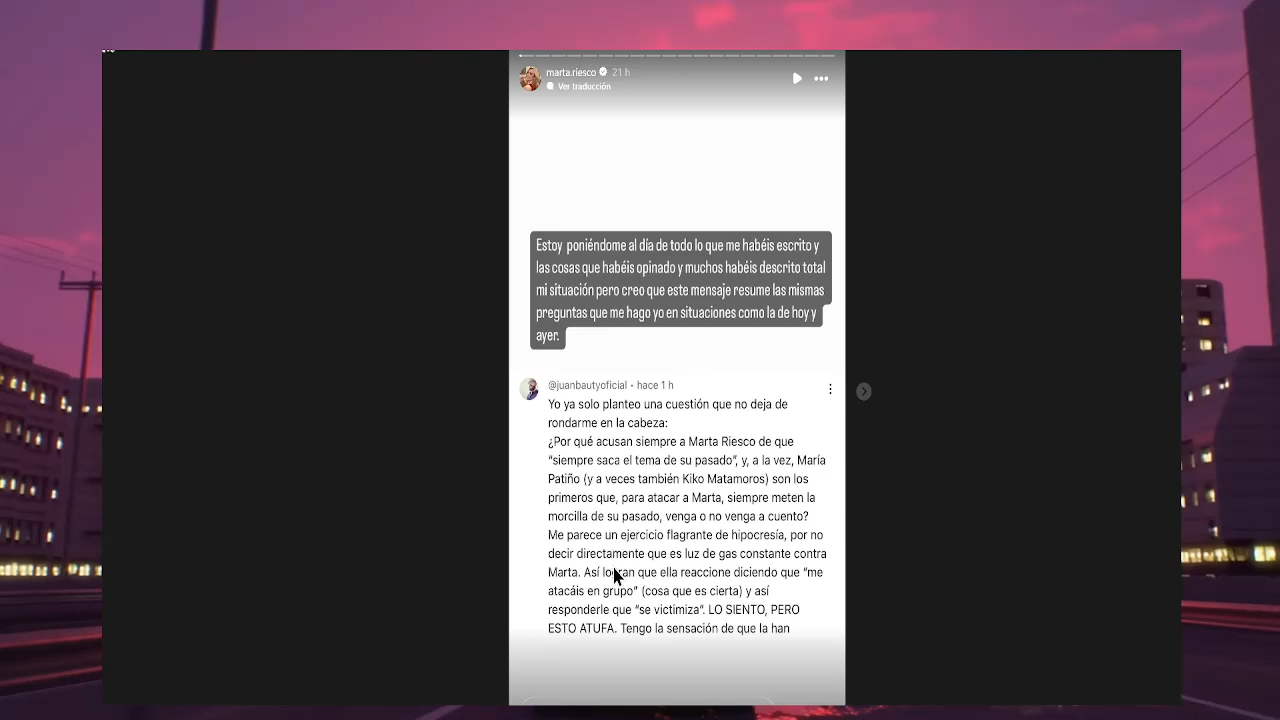 marta.riesco 21 h
Ver traducción
Estoy poniéndome al día de todo lo que me habéis escrito y
las cosas que habéis opinado y muchos habéis descrito total
mi situación pero creo que este mensaje resume las mismas
preguntas que me hago yo en situaciones como la de hoy y
ayer.
@juanbautyoficial • hace 1 h
Yo ya solo planteo una cuestión que no deja de
rondarme en la cabeza:
¿Por qué acusan siempre a Marta Riesco de que
“siempre saca el tema de su pasado”, y, a la vez, María
Patiño (y a veces también Kiko Matamoros) son los
primeros que, para atacar a Marta, siempre meten la
morcilla de su pasado, venga o no venga a cuento?
Me parece un ejercicio flagrante de hipocresía, por no
decir directamente que es luz de gas constante contra
Marta. Así logran que ella reaccione diciendo que “me
atacáis en grupo” (cosa que es cierta) y así
responderle que “se victimiza”. LO SIENTO, PERO
ESTO ATUFA. Tengo la sensación de que la han